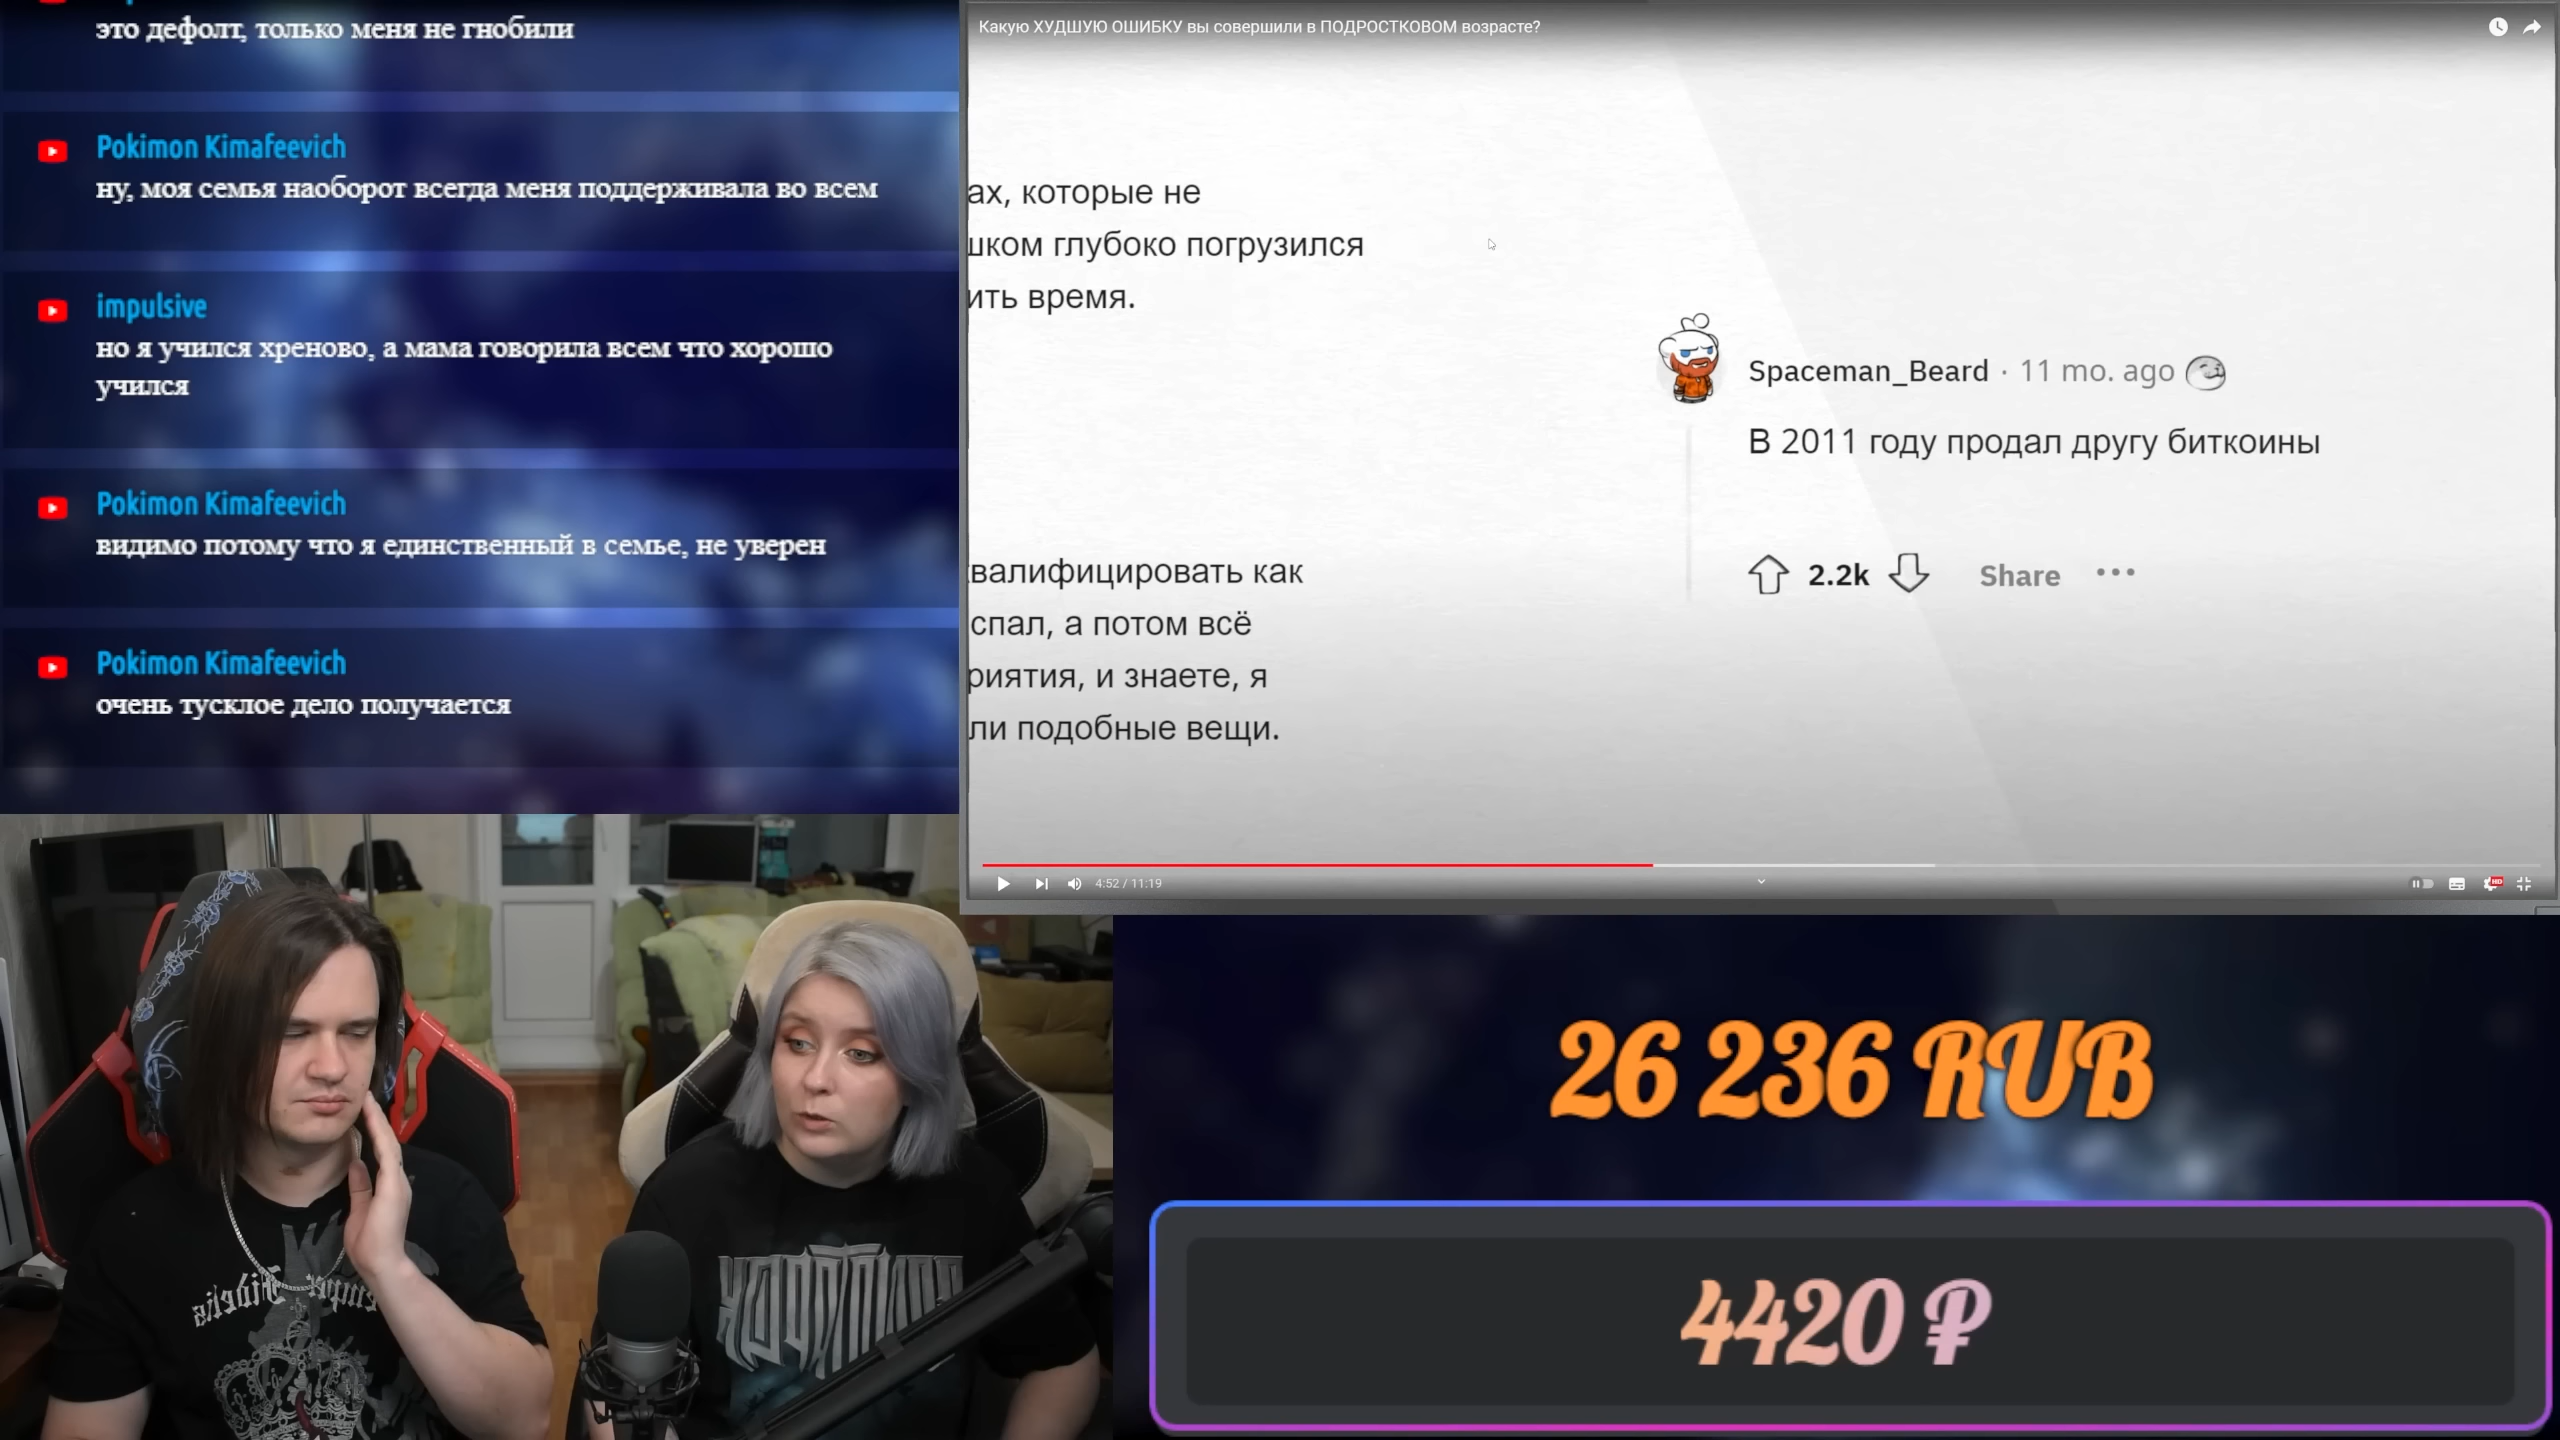 это дефолт, только меня не гнобили
Pokimon Kimafeevich
ну, моя семья наоборот всегда меня поддерживала во всем
impulsive
но я учился хреново, а мама говорила всем что хорошо
учился
Pokimon Kimafeevich
видимо потому что я единственный в семье, не уверен
Pokimon Kimafeevich
очень тусклое дело получается
Какую ХУДШУЮ ОШИБКУ вы совершили в ПОДРОСТКОВОМ возрасте?
ах, которые не
шком глубоко погрузился
ить время.
валифицировать как
спал, а потом всё
риятия, и знаете, я
ли подобные вещи.
Spaceman_Beard · 11 mo. ago
В 2011 году продал другу биткоины
2.2k Share
4:52 / 11:19
HD
26 236 RUB
4420 ₽